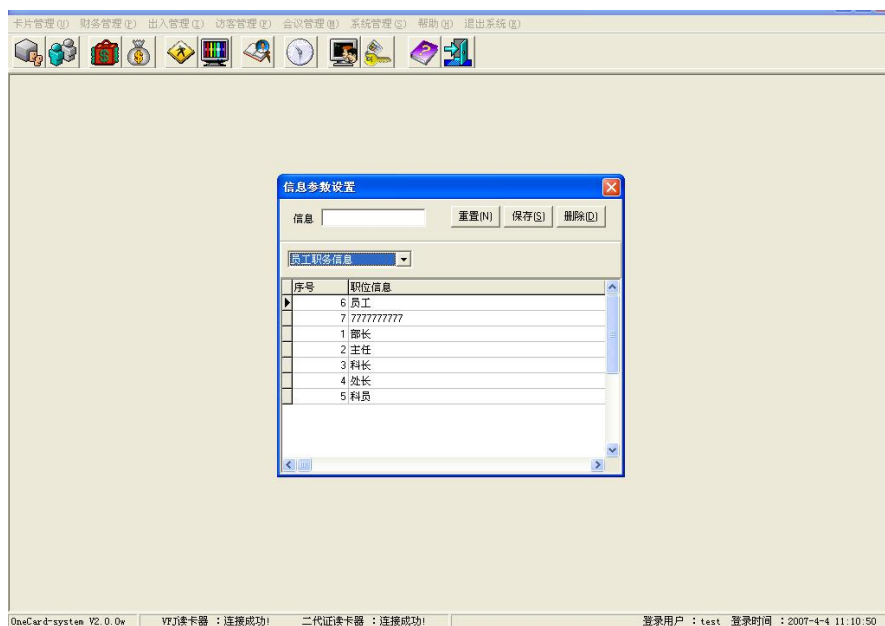 卡片管理(U) 财务管理(P) 出入管理(I) 访客管理(F) 会议管理(M) 系统管理(S) 帮助(H) 退出系统(E)
信息参数设置
信息 重置(N) 保存(S) 删除(D)
员工职务信息
序号 职位信息
6 员工
7 7777777777
1 部长
2 主任
3 科长
4 处长
5 科员
OneCard-system V2.0.0w VFJ读卡器 :连接成功! 二代证读卡器 :连接成功! 登录用户 :test 登录时间 :2007-4-4 11:10:50